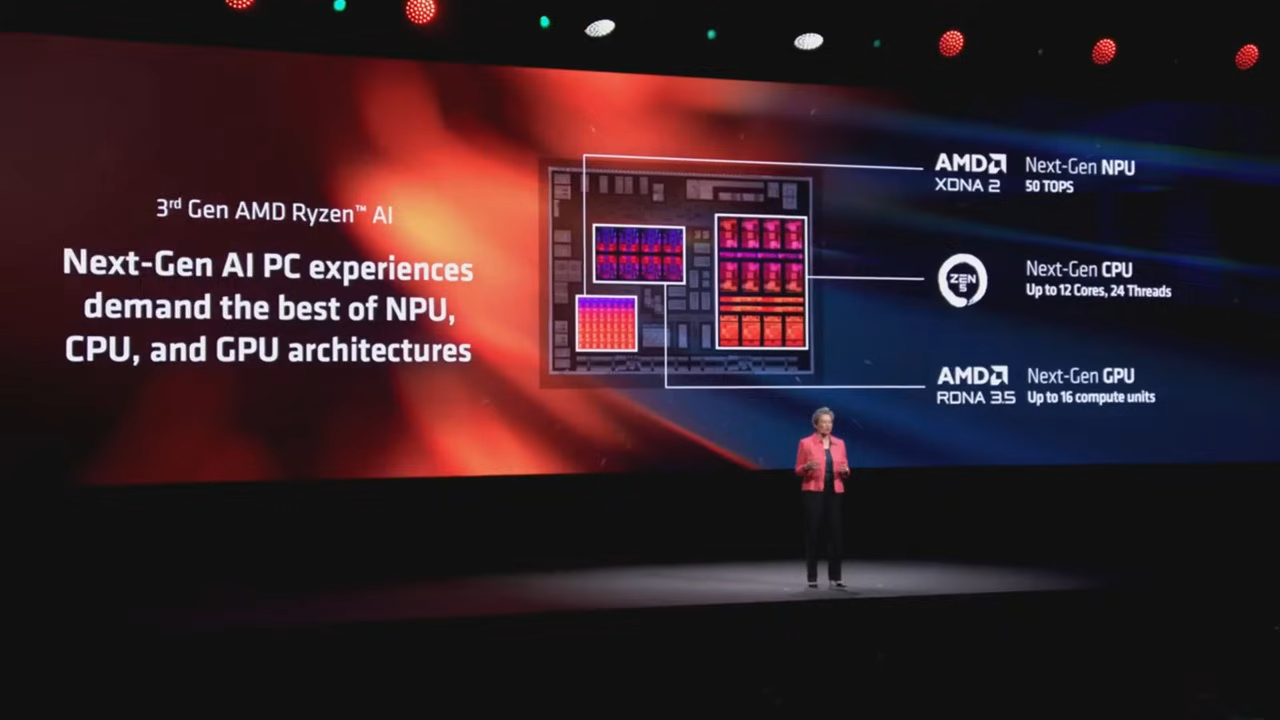 3rd Gen AMD Ryzen™ AI
Next-Gen AI PC experiences
demand the best of NPU,
CPU, and GPU architectures
AMD
XDNA 2
Next-Gen NPU
50 TOPS
ZEN
5
Next-Gen CPU
Up to 12 Cores, 24 Threads
AMD
RDNA 3.5
Next-Gen GPU
Up to 16 compute units